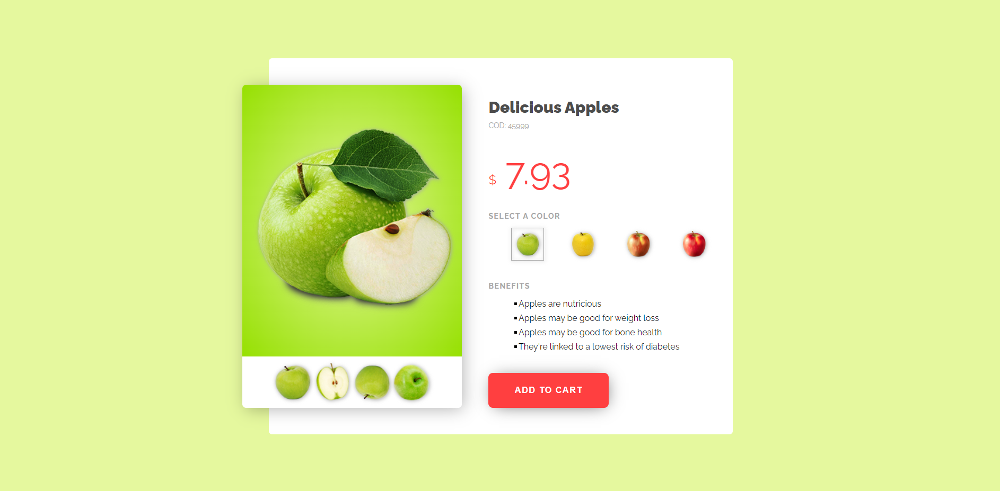 Delicious Apples
COD: 45999
$ 7.93
SELECT A COLOR
BENEFITS
Apples are nutricious
Apples may be good for weight loss
Apples may be good for bone health
They're linked to a lowest risk of diabetes
ADD TO CART